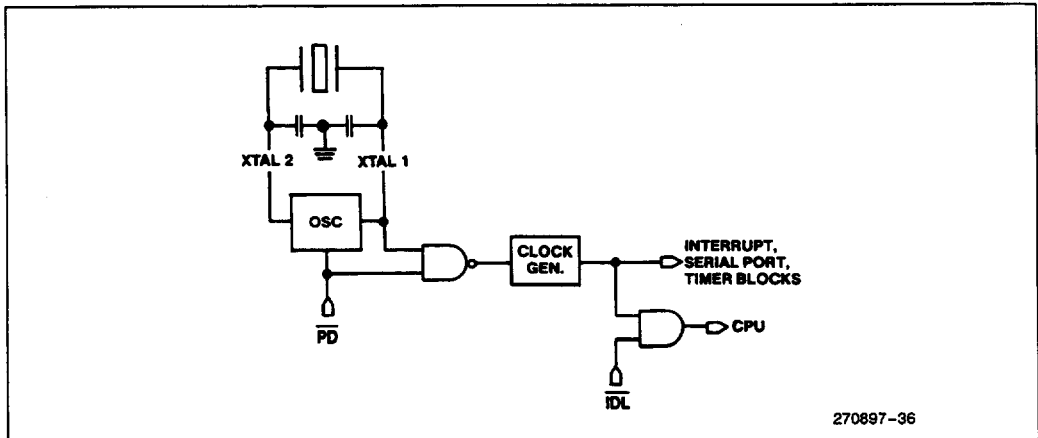 XTAL 2
XTAL 1
OSC
CLOCK
GEN.
INTERRUPT,
SERIAL PORT,
TIMER BLOCKS
PD
CPU
IDL
270897-36